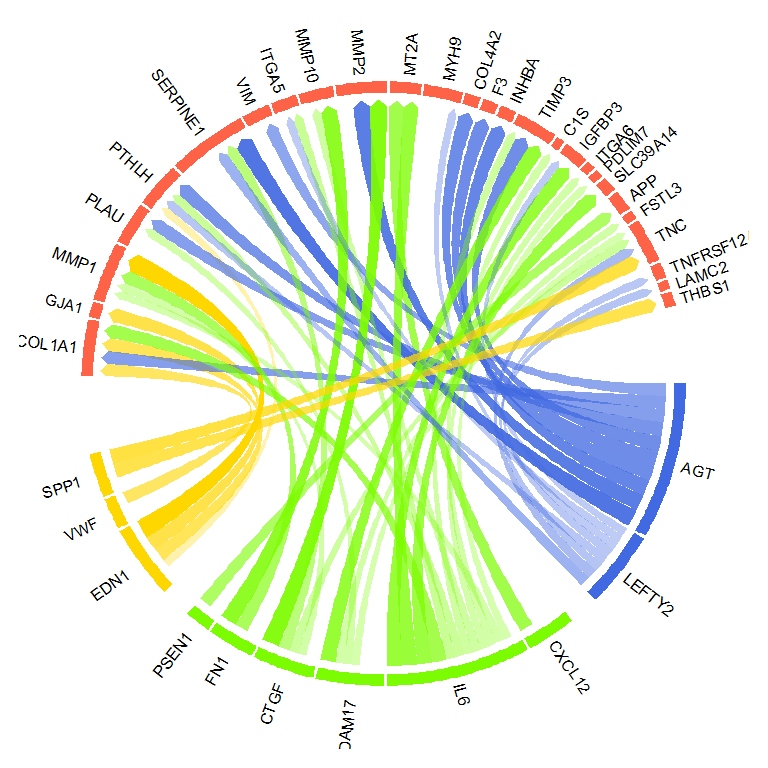 COL1A1
GJA1
MMP1
PLAU
PTHLH
SERPINE1
VIM
ITGA5
MMP10
MMP2
MT2A
MYH9
COL4A2
F3
INHBA
TIMP3
C1S
IGFBP3
ITGA6
PDLIM7
SLC39A14
APP
FSTL3
TNC
TNFRSF12
LAMC2
THBS1
AGT
LEFTY2
CXCL12
IL6
DAM17
CTGF
FN1
PSEN1
EDN1
VWF
SPP1